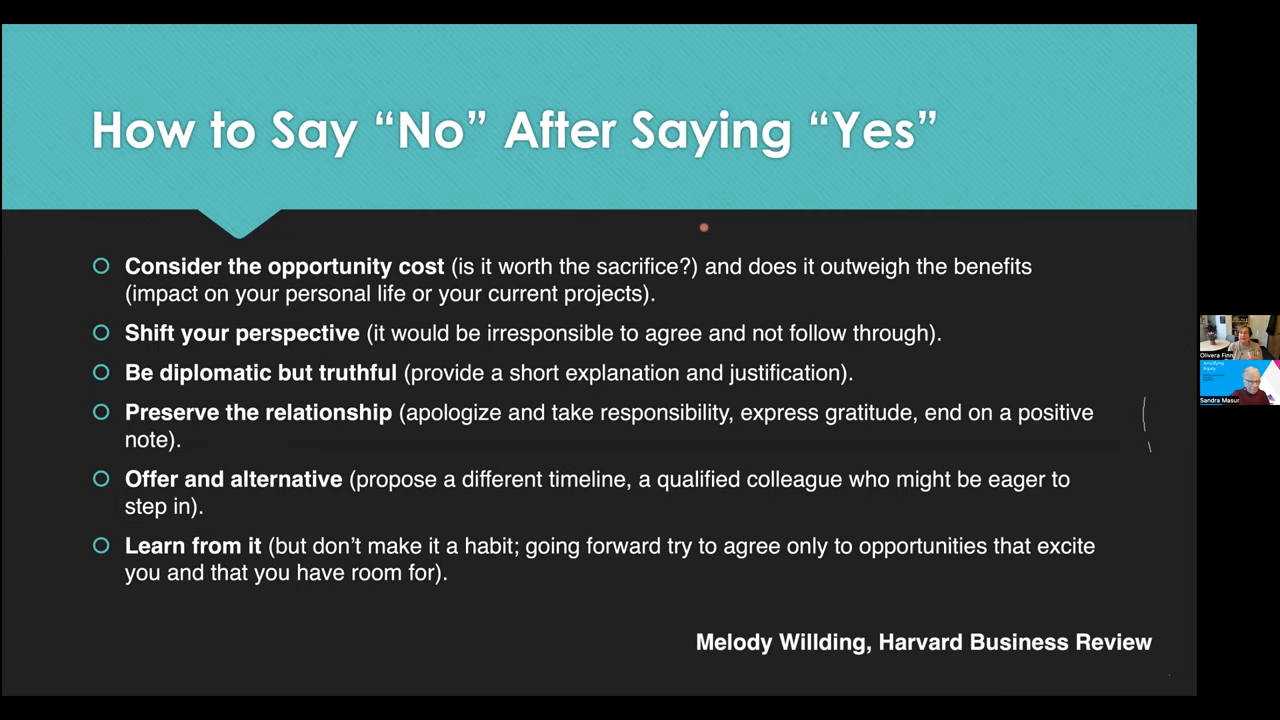 How to Say “No” After Saying “Yes”
Consider the opportunity cost (is it worth the sacrifice?) and does it outweigh the benefits
(impact on your personal life or your current projects).
Shift your perspective (it would be irresponsible to agree and not follow through).
Be diplomatic but truthful (provide a short explanation and justification).
Preserve the relationship (apologize and take responsibility, express gratitude, end on a positive
note).
Offer and alternative (propose a different timeline, a qualified colleague who might be eager to
step in).
Learn from it (but don’t make it a habit; going forward try to agree only to opportunities that excite
you and that you have room for).
Melody Willding, Harvard Business Review
Olivera Finn
Amplifying
Equity
Sandra Masur